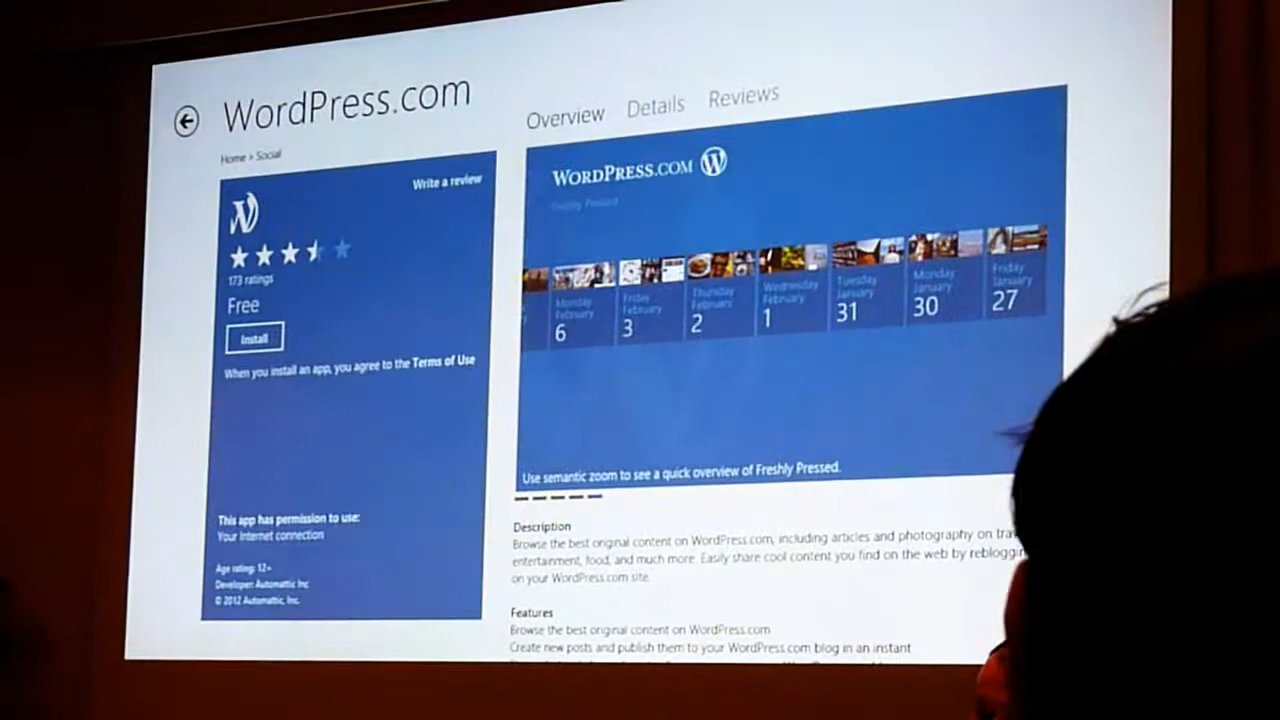 WordPress.com
Home > Social
Write a review
173 ratings
Free
Install
When you install an app, you agree to the Terms of Use
This app has permission to use:
Your Internet connection
Age rating: 12+
Developer: Automattic Inc
© 2012 Automattic, Inc.
Overview Details Reviews
WORDPRESS.COM
Freshly Pressed
Monday February 6
Friday February 3
Thursday February 2
Wednesday February 1
Tuesday January 31
Monday January 30
Friday January 27
Use semantic zoom to see a quick overview of Freshly Pressed.
Description
Browse the best original content on WordPress.com, including articles and photography on
entertainment, food, and much more. Easily share cool content you find on the web by
on your WordPress.com site.
Features
Browse the best original content on WordPress.com
Create new posts and publish them to your WordPress.com blog in an instant